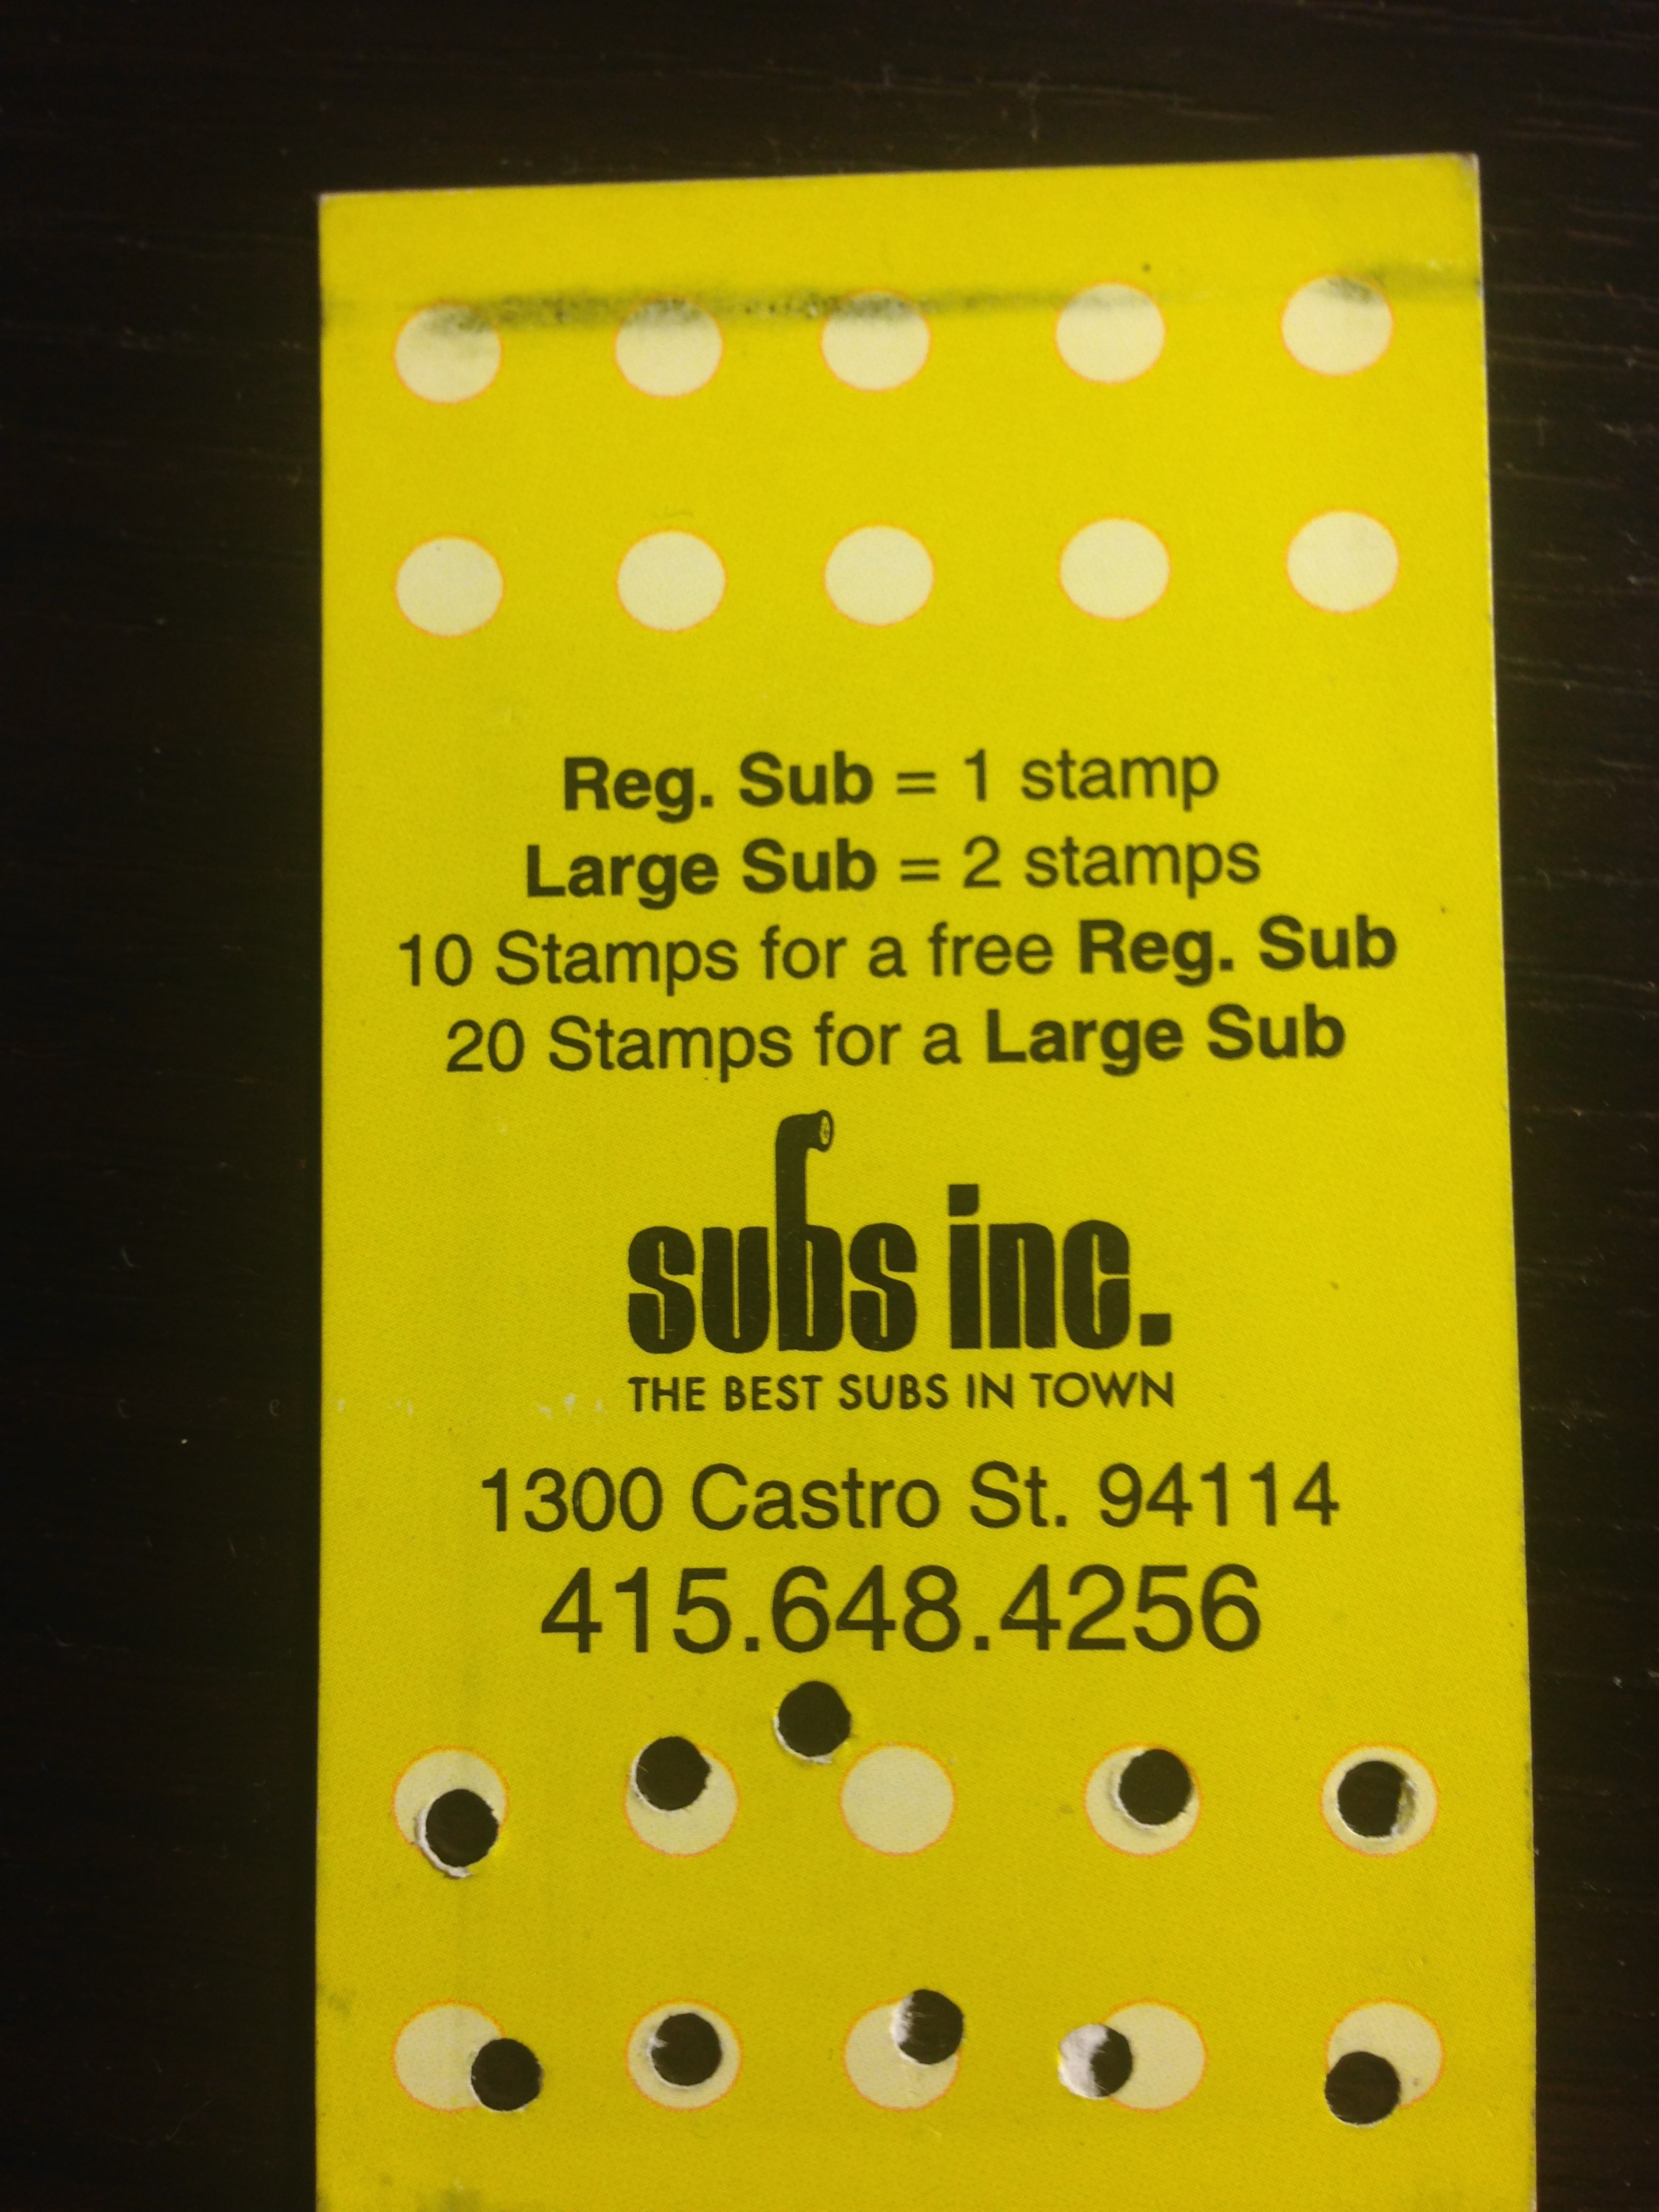 Reg. Sub = 1 stamp
Large Sub = 2 stamps
10 Stamps for a free Reg. Sub
20 Stamps for a Large Sub
subs inc.
THE BEST SUBS IN TOWN
1300 Castro St. 94114
415.648.4256